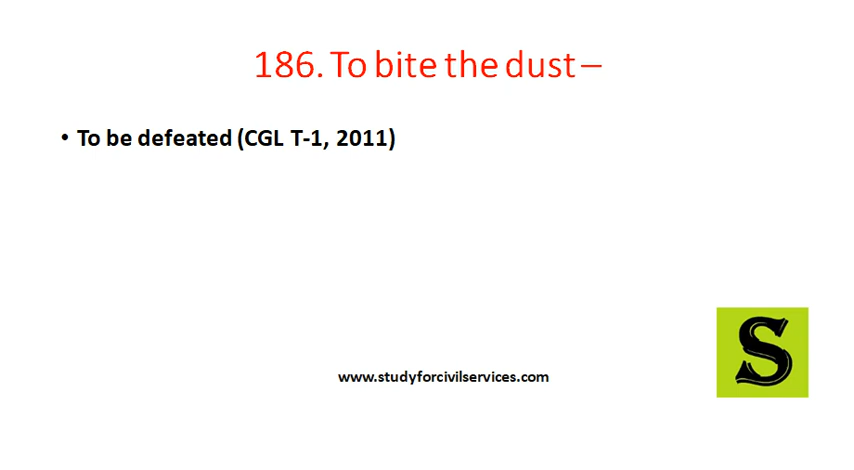 186. To bite the dust –
• To be defeated (CGL T-1, 2011)
S
www.studyforcivilservices.com